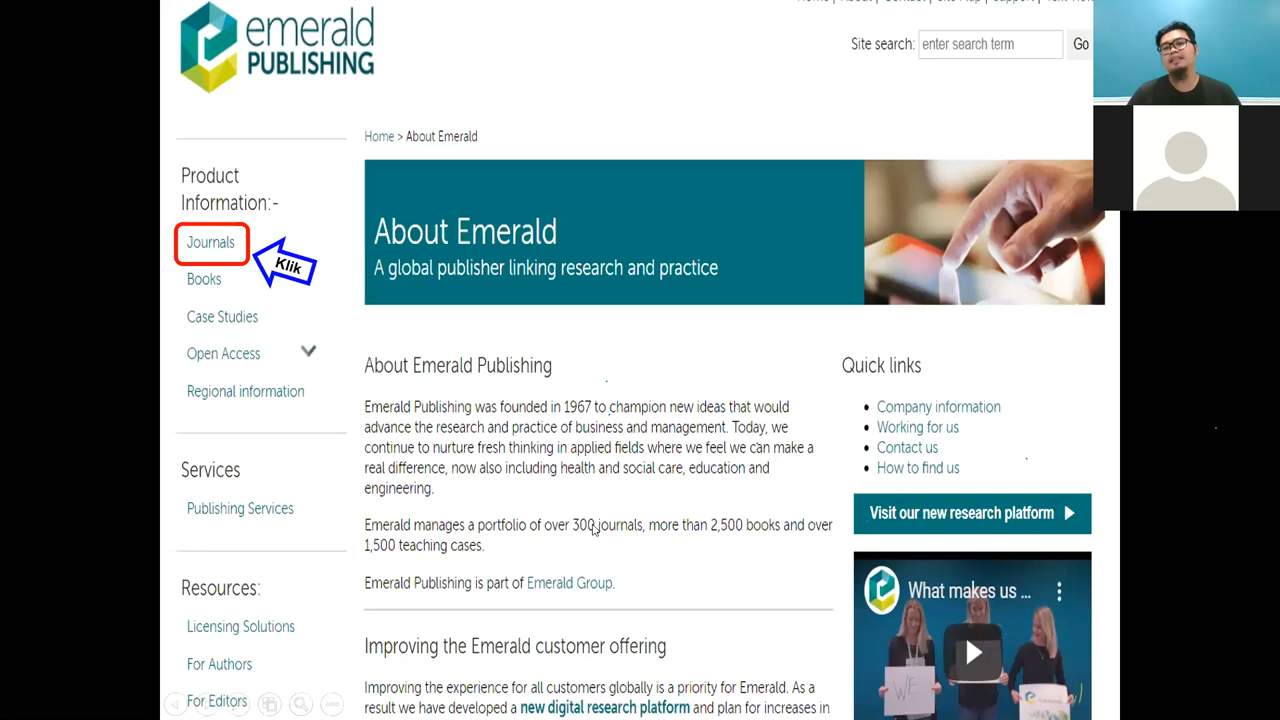 emerald
PUBLISHING
Home | About | Contact | Site Map | Support |
Site search: enter search term Go
Home > About Emerald
Product
Information:-
Journals
Klik
Books
Case Studies
Open Access
Regional information
Services
Publishing Services
Resources:
Licensing Solutions
For Authors
For Editors
About Emerald
A global publisher linking research and practice
About Emerald Publishing
Emerald Publishing was founded in 1967 to champion new ideas that would
advance the research and practice of business and management. Today, we
continue to nurture fresh thinking in applied fields where we feel we can make a
real difference, now also including health and social care, education and
engineering.
Emerald manages a portfolio of over 300 journals, more than 2,500 books and over
1,500 teaching cases.
Emerald Publishing is part of Emerald Group.
Improving the Emerald customer offering
Improving the experience for all customers globally is a priority for Emerald. As a
result we have developed a new digital research platform and plan for increases in
Quick links
• Company information
• Working for us
• Contact us
• How to find us
Visit our new research platform
What makes us ...
WE